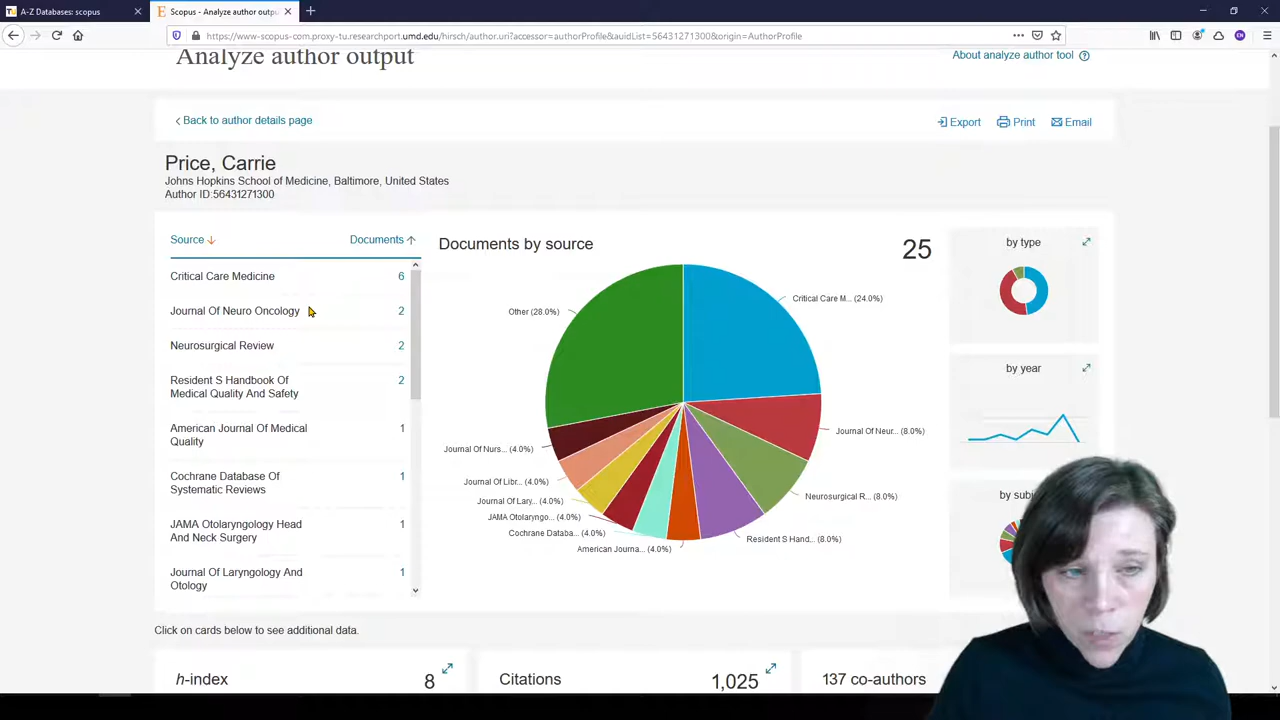 A-Z Databases: scopus
Scopus - Analyze author outpu
https://www-scopus-com.proxy-tu.researchport.umd.edu/hirsch/author.uri?accessor=authorProfile&auidList=56431271300&origin=AuthorProfile
Analyze author output
About analyze author tool
Back to author details page
Export
Print
Email
Price, Carrie
Johns Hopkins School of Medicine, Baltimore, United States
Author ID:56431271300
Source
Documents
Critical Care Medicine 6
Journal Of Neuro Oncology 2
Neurosurgical Review 2
Resident S Handbook Of 2
Medical Quality And Safety
American Journal Of Medical 1
Quality
Cochrane Database Of 1
Systematic Reviews
JAMA Otolaryngology Head 1
And Neck Surgery
Journal Of Laryngology And 1
Otology
Documents by source
25
Other (28.0%)
Critical Care M... (24.0%)
Journal Of Neur... (8.0%)
Journal Of Nurs... (4.0%)
Journal Of Libr... (4.0%)
Neurosurgical R... (8.0%)
Journal Of Lary... (4.0%)
JAMA Otolaryngo... (4.0%)
Cochrane Databa... (4.0%)
Resident S Hand... (8.0%)
American Journa... (4.0%)
by type
by year
by subj
Click on cards below to see additional data.
h-index 8
Citations 1,025
137 co-authors